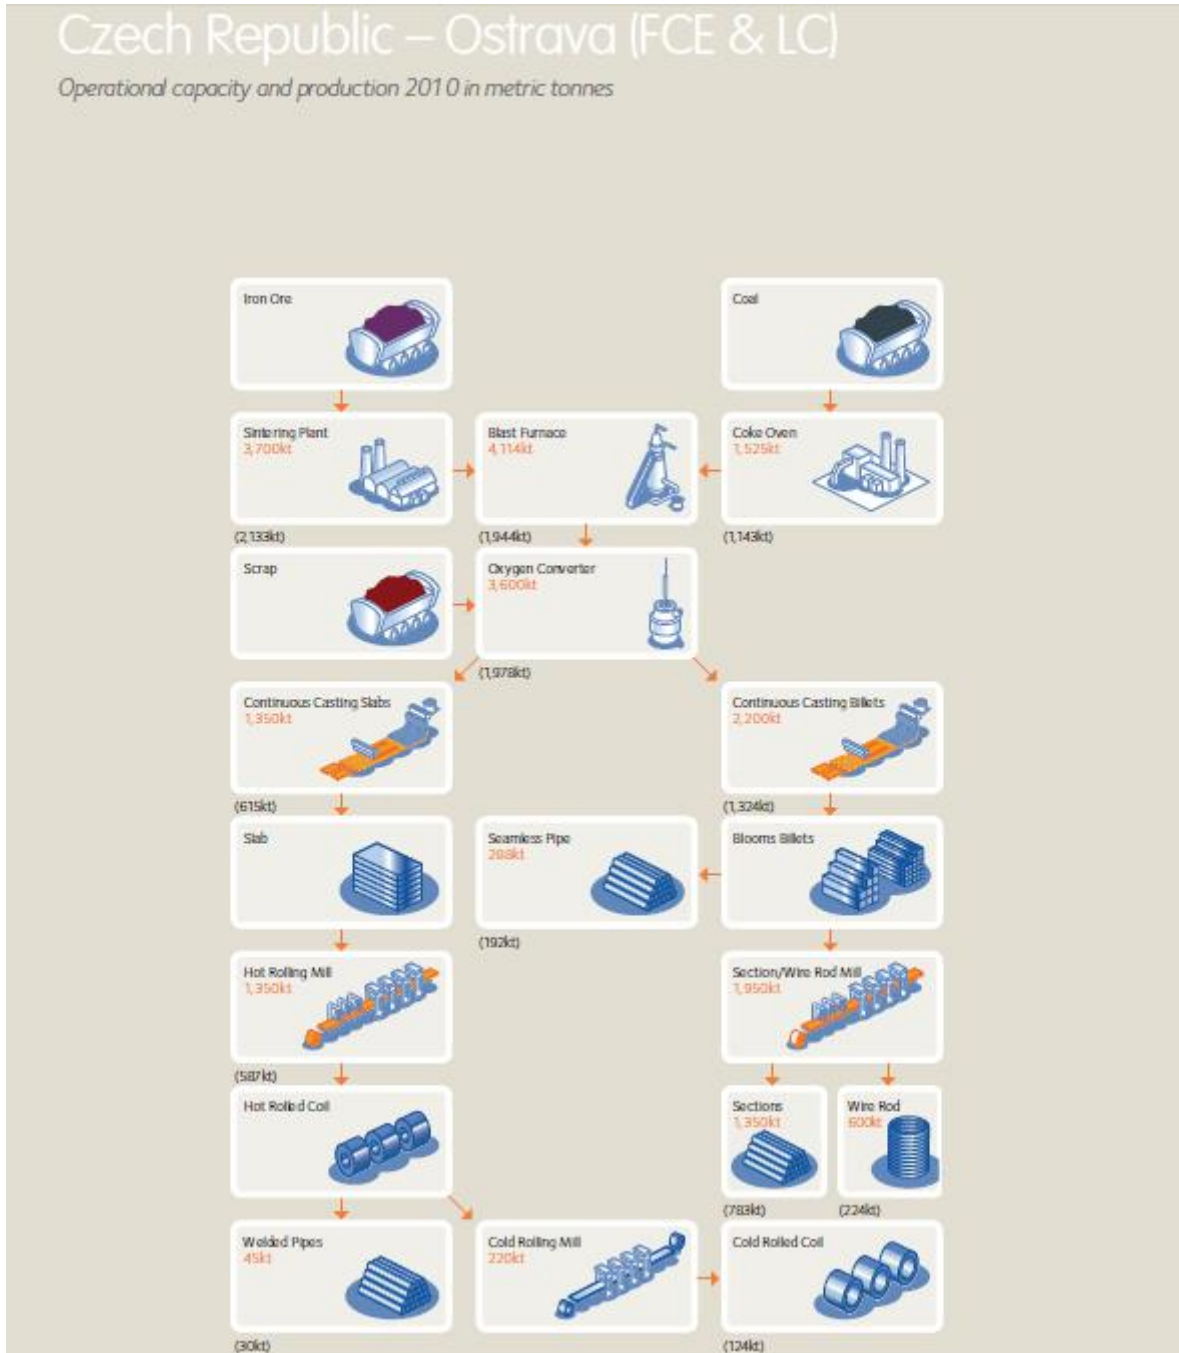 Czech Republic – Ostrava (FCE & LC)
Operational capacity and production 2010 in metric tonnes
Iron Ore
Coal
Sintering Plant
3,700kt
Blast Furnace
4,114kt
Coke Oven
1,525kt
(2,133kt)
(1,944kt)
(1,143kt)
Scrap
Oxygen Converter
3,600kt
(1,978kt)
Continuous Casting Slabs
1,350kt
Continuous Casting Billets
2,200kt
(615kt)
(1,324kt)
Slab
Seamless Pipe
288kt
Blooms Billets
(192kt)
Hot Rolling Mill
1,350kt
Section/Wire Rod Mill
1,950kt
(587kt)
Hot Rolled Coil
Sections
1,350kt
Wire Rod
600kt
(783kt)
(224kt)
Welded Pipes
45kt
Cold Rolling Mill
220kt
Cold Rolled Coil
(30kt)
(124kt)